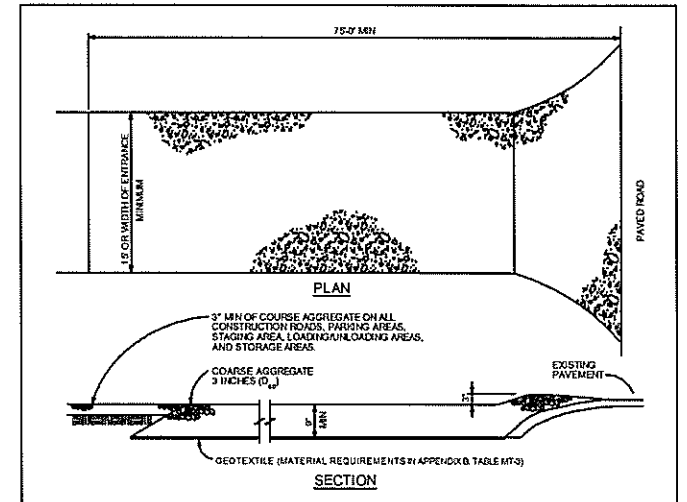 75'-0" MIN
15' OR WIDTH OF ENTRANCE
MINIMUM
PAVED ROAD
PLAN
3" MIN OF COURSE AGGREGATE ON ALL
CONSTRUCTION ROADS, PARKING AREAS,
STAGING AREA, LOADING/UNLOADING AREAS,
AND STORAGE AREAS.
COARSE AGGREGATE
3 INCHES (D50)
EXISTING
PAVEMENT
3"
9"
MIN
GEOTEXTILE (MATERIAL REQUIREMENTS IN APPENDIX B, TABLE MT-3)
SECTION